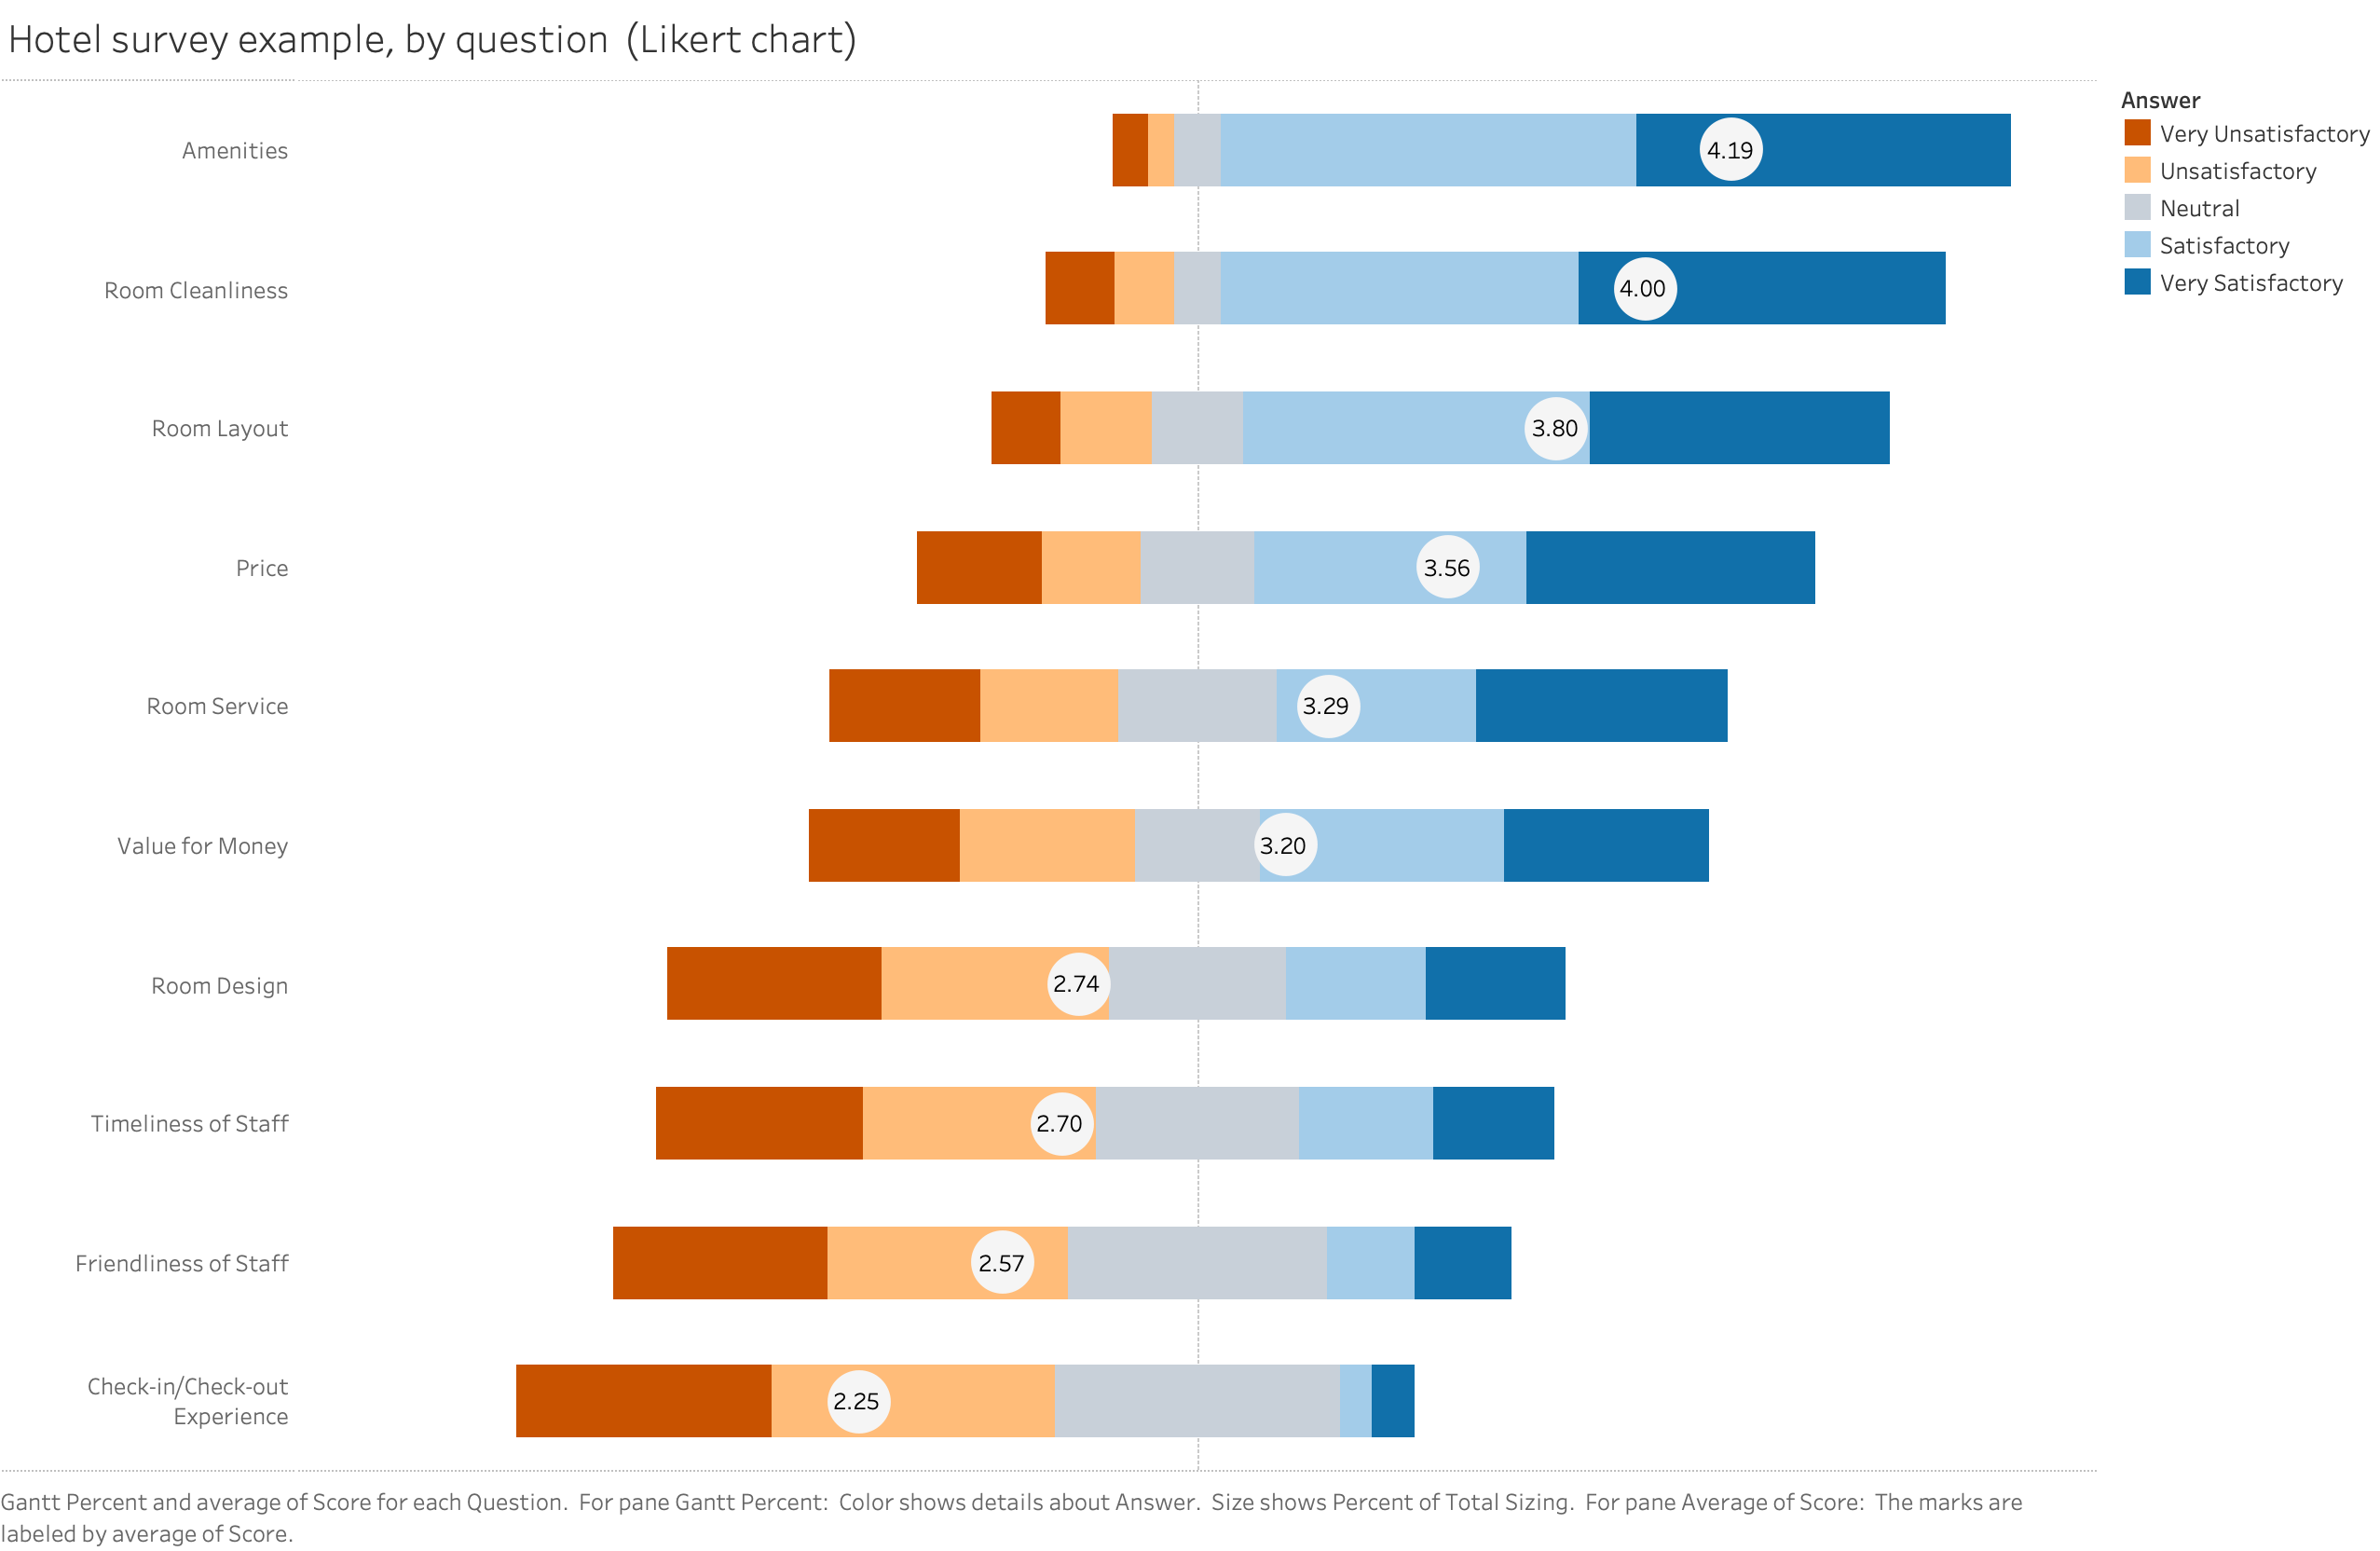 Hotel survey example, by question (Likert chart)
Answer
Very Unsatisfactory
Unsatisfactory
Neutral
Satisfactory
Very Satisfactory
Amenities
4.19
Room Cleanliness
4.00
Room Layout
3.80
Price
3.56
Room Service
3.29
Value for Money
3.20
Room Design
2.74
Timeliness of Staff
2.70
Friendliness of Staff
2.57
Check-in/Check-out
Experience
2.25
Gantt Percent and average of Score for each Question. For pane Gantt Percent: Color shows details about Answer. Size shows Percent of Total Sizing. For pane Average of Score: The marks are
labeled by average of Score.